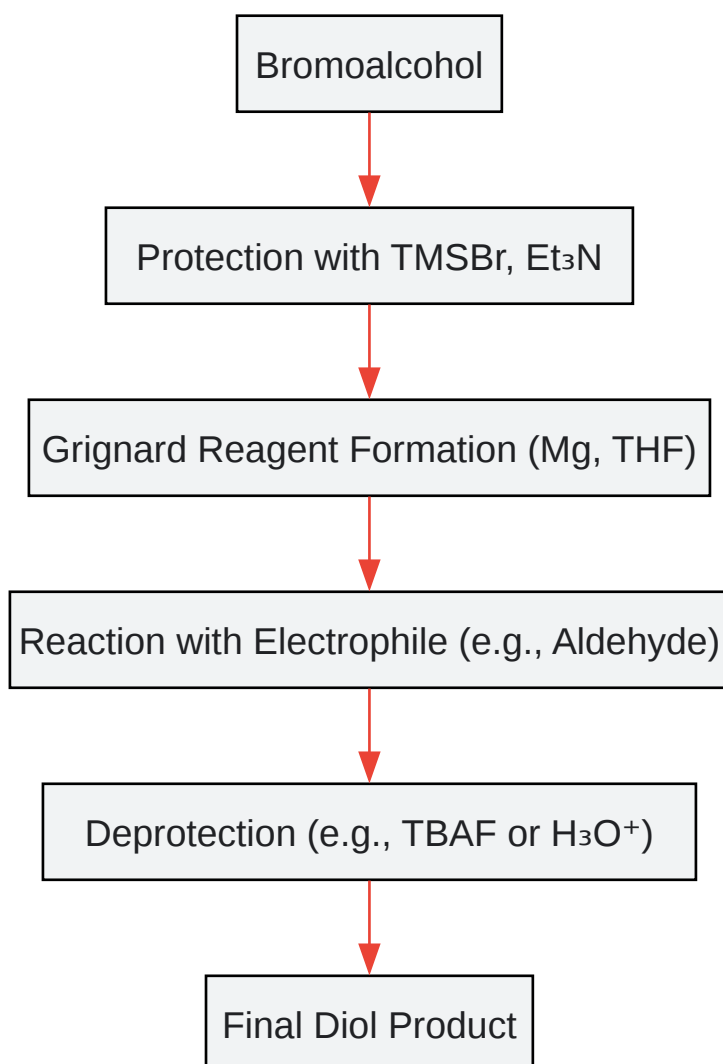 Bromoalcohol
Protection with TMSBr, Et₃N
Grignard Reagent Formation (Mg, THF)
Reaction with Electrophile (e.g., Aldehyde)
Deprotection (e.g., TBAF or H₃O⁺)
Final Diol Product